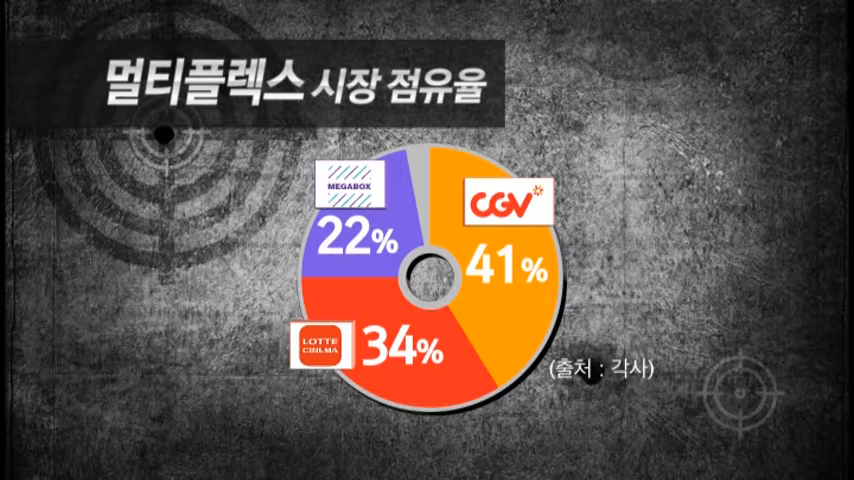 멀티플렉스 시장 점유율
MEGABOX
22%
CGV
41%
LOTTE
CINEMA
34%
(출처 : 각사)